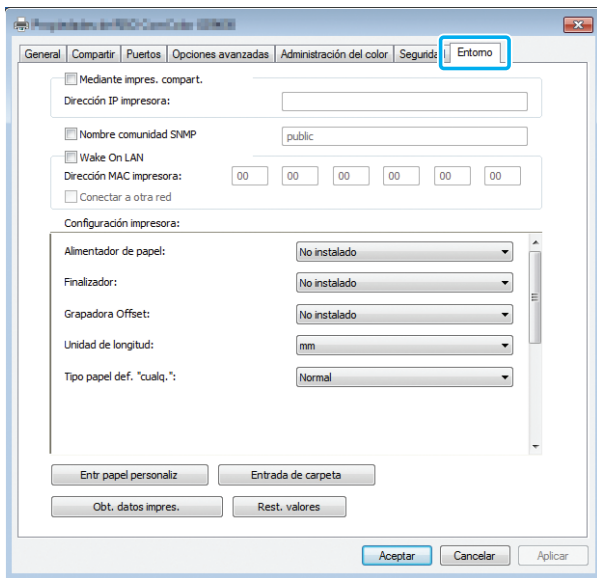 General Compartir Puertos Opciones avanzadas Administración del color Entorno
Mediante impres. compart.
Dirección IP impresora:
Nombre comunidad SNMP public
Wake On LAN
Dirección MAC impresora: 00 00 00 00 00 00
Conectar a otra red
Configuración impresora:
Alimentador de papel: No instalado
Finalizador: No instalado
Grapadora Offset: No instalado
Unidad de longitud: mm
Tipo papel def. "cualq.": Normal
Entr papel personaliz Entrada de carpeta
Obt. datos impres. Rest. valores
Aceptar Cancelar Aplicar